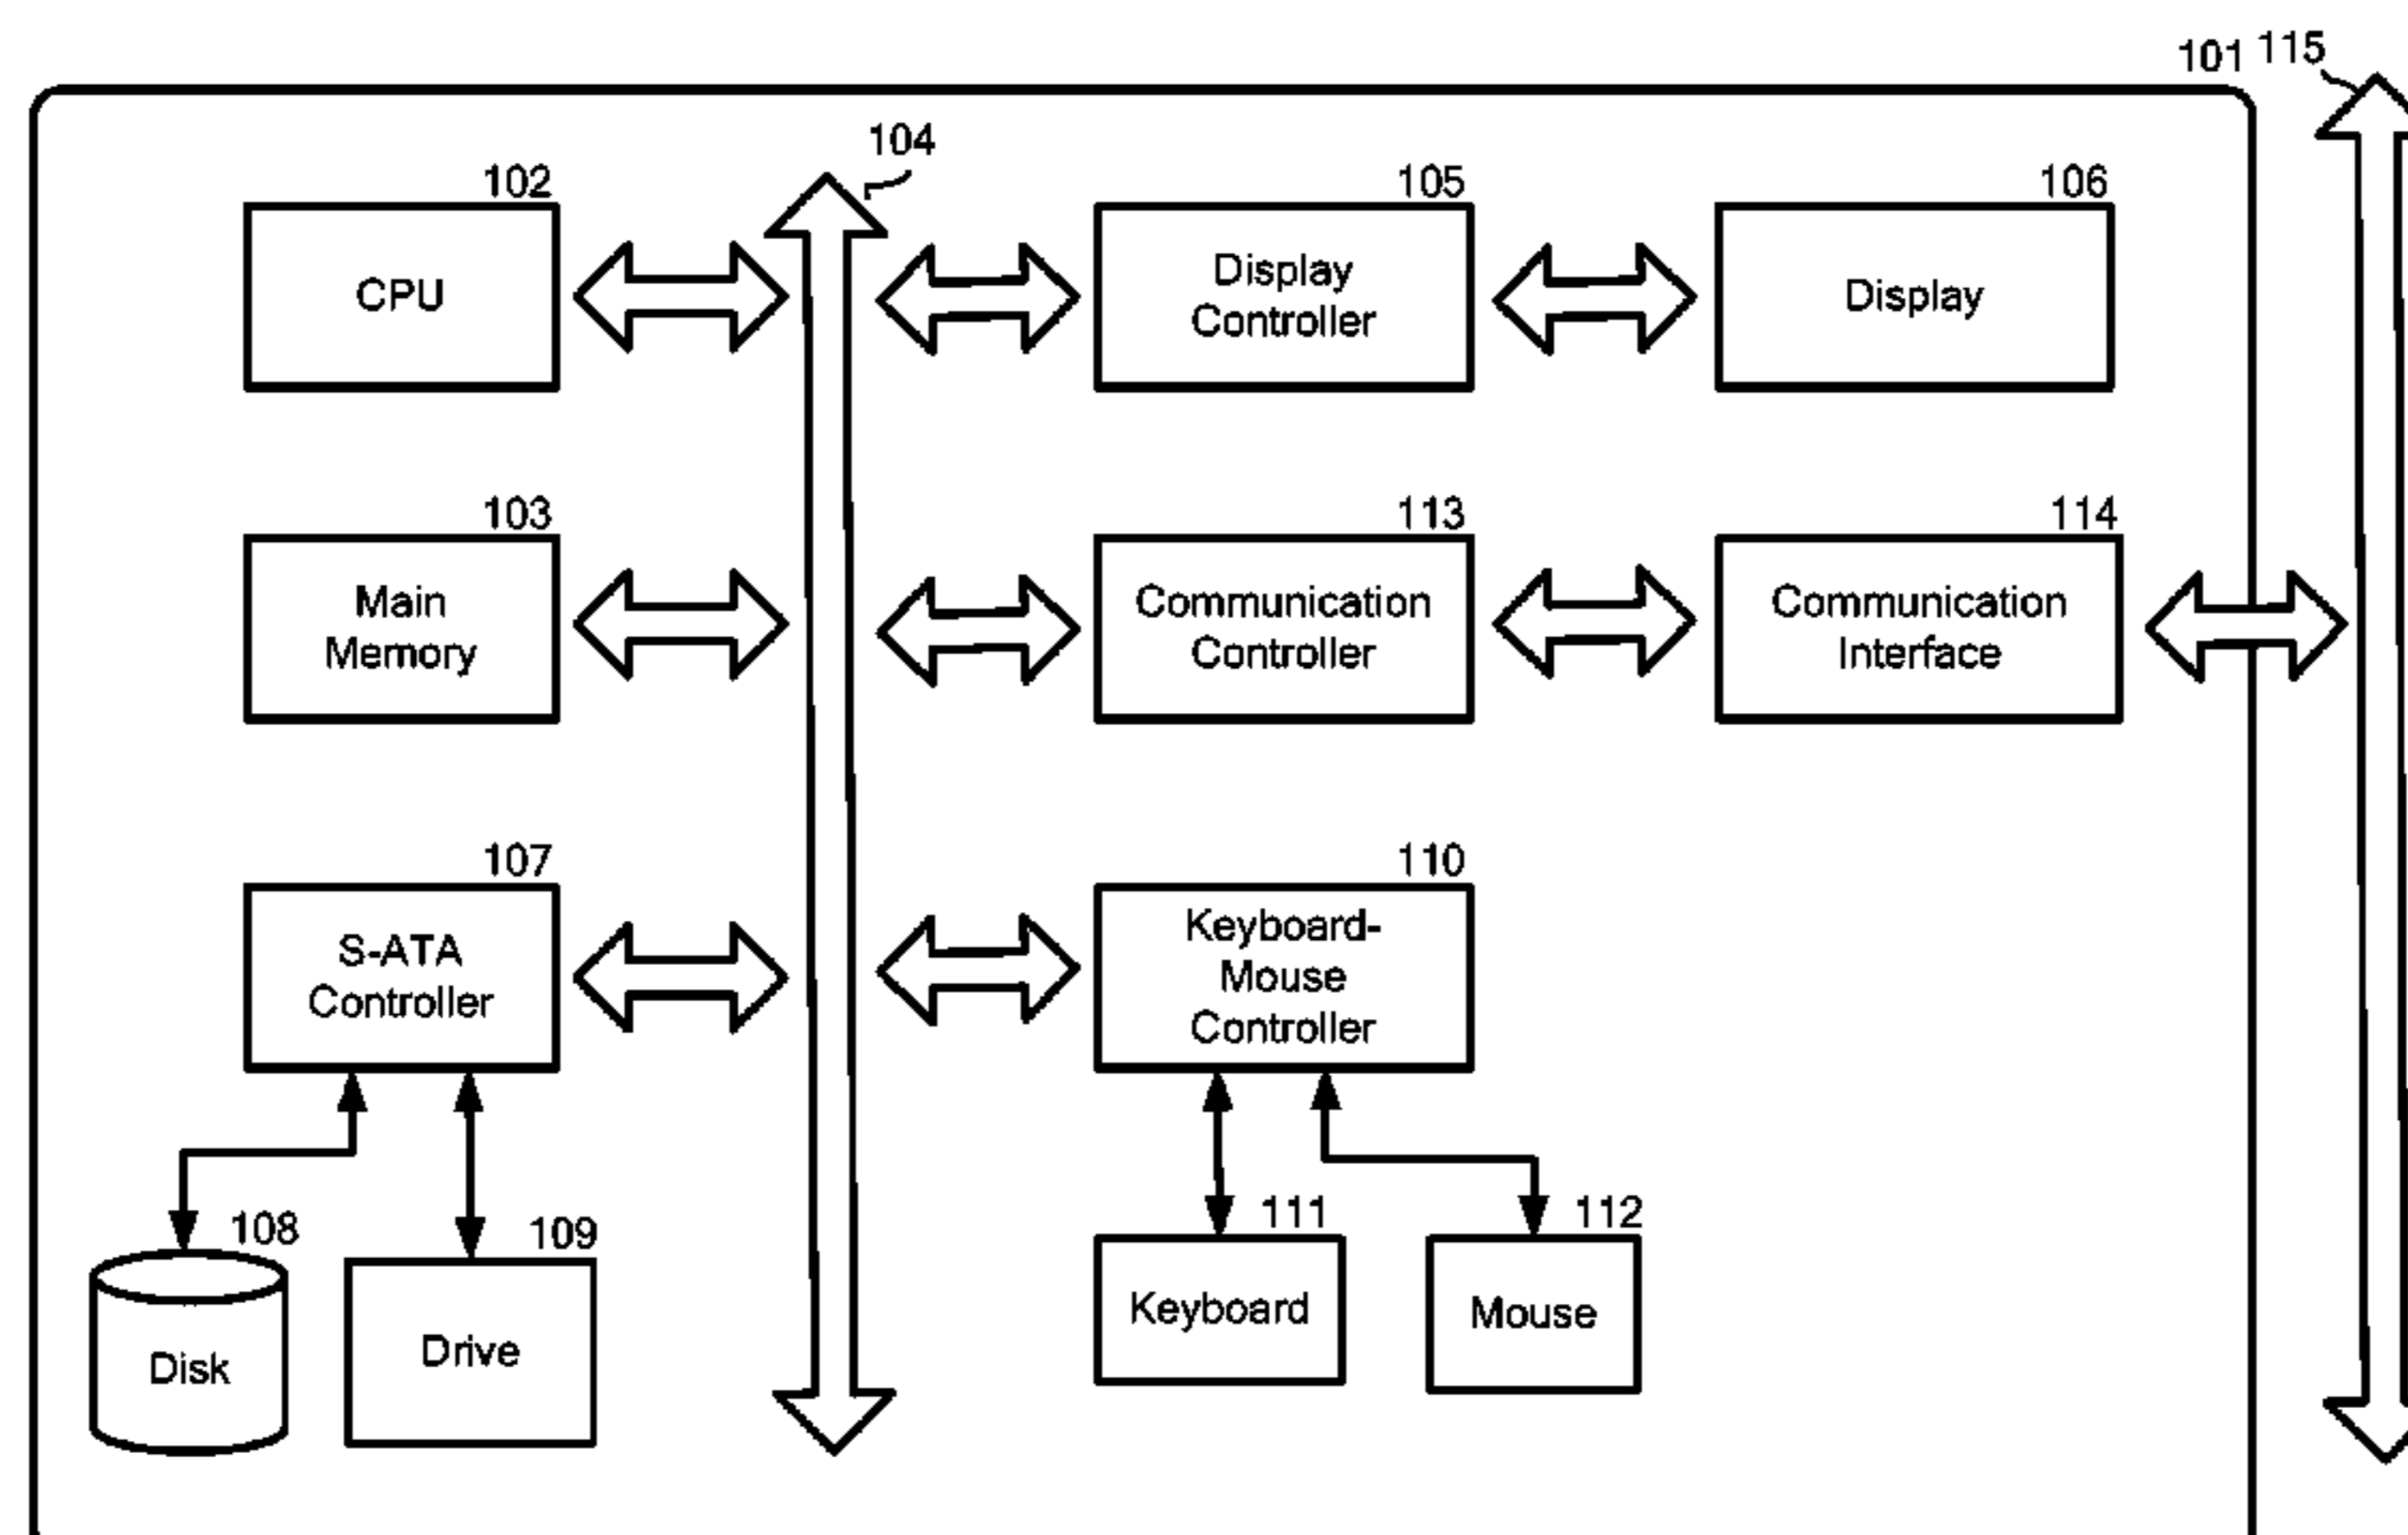 101 115
104
102
CPU
105
Display
Controller
106
Display
103
Main
Memory
113
Communication
Controller
114
Communication
Interface
107
S-ATA
Controller
110
Keyboard-
Mouse
Controller
108
Disk
109
Drive
111
Keyboard
112
Mouse